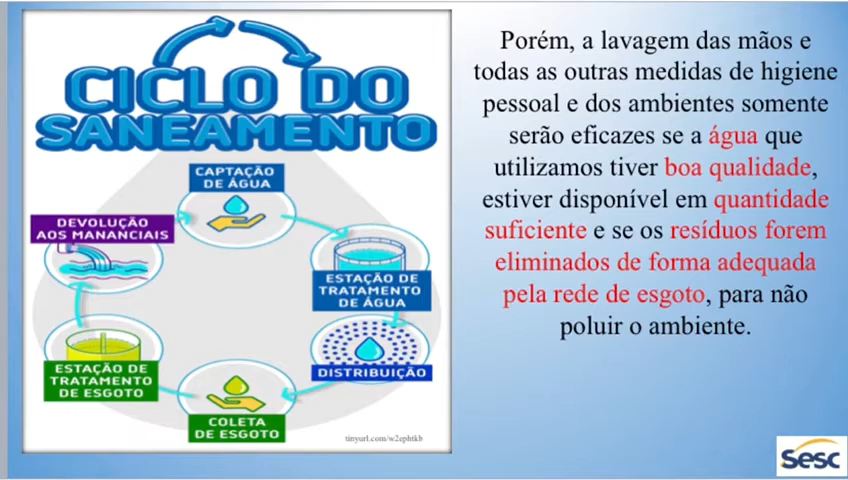 CICLO DO
SANEAMENTO
CAPTAÇÃO
DE ÁGUA
ESTAÇÃO DE
TRATAMENTO
DE ÁGUA
DISTRIBUIÇÃO
COLETA
DE ESGOTO
ESTAÇÃO DE
TRATAMENTO
DE ESGOTO
DEVOLUÇÃO
AOS MANANCIAIS
tinyurl.com/w2ephtkb
Porém, a lavagem das mãos e
todas as outras medidas de higiene
pessoal e dos ambientes somente
serão eficazes se a água que
utilizamos tiver boa qualidade,
estiver disponível em quantidade
suficiente e se os resíduos forem
eliminados de forma adequada
pela rede de esgoto, para não
poluir o ambiente.
Sesc